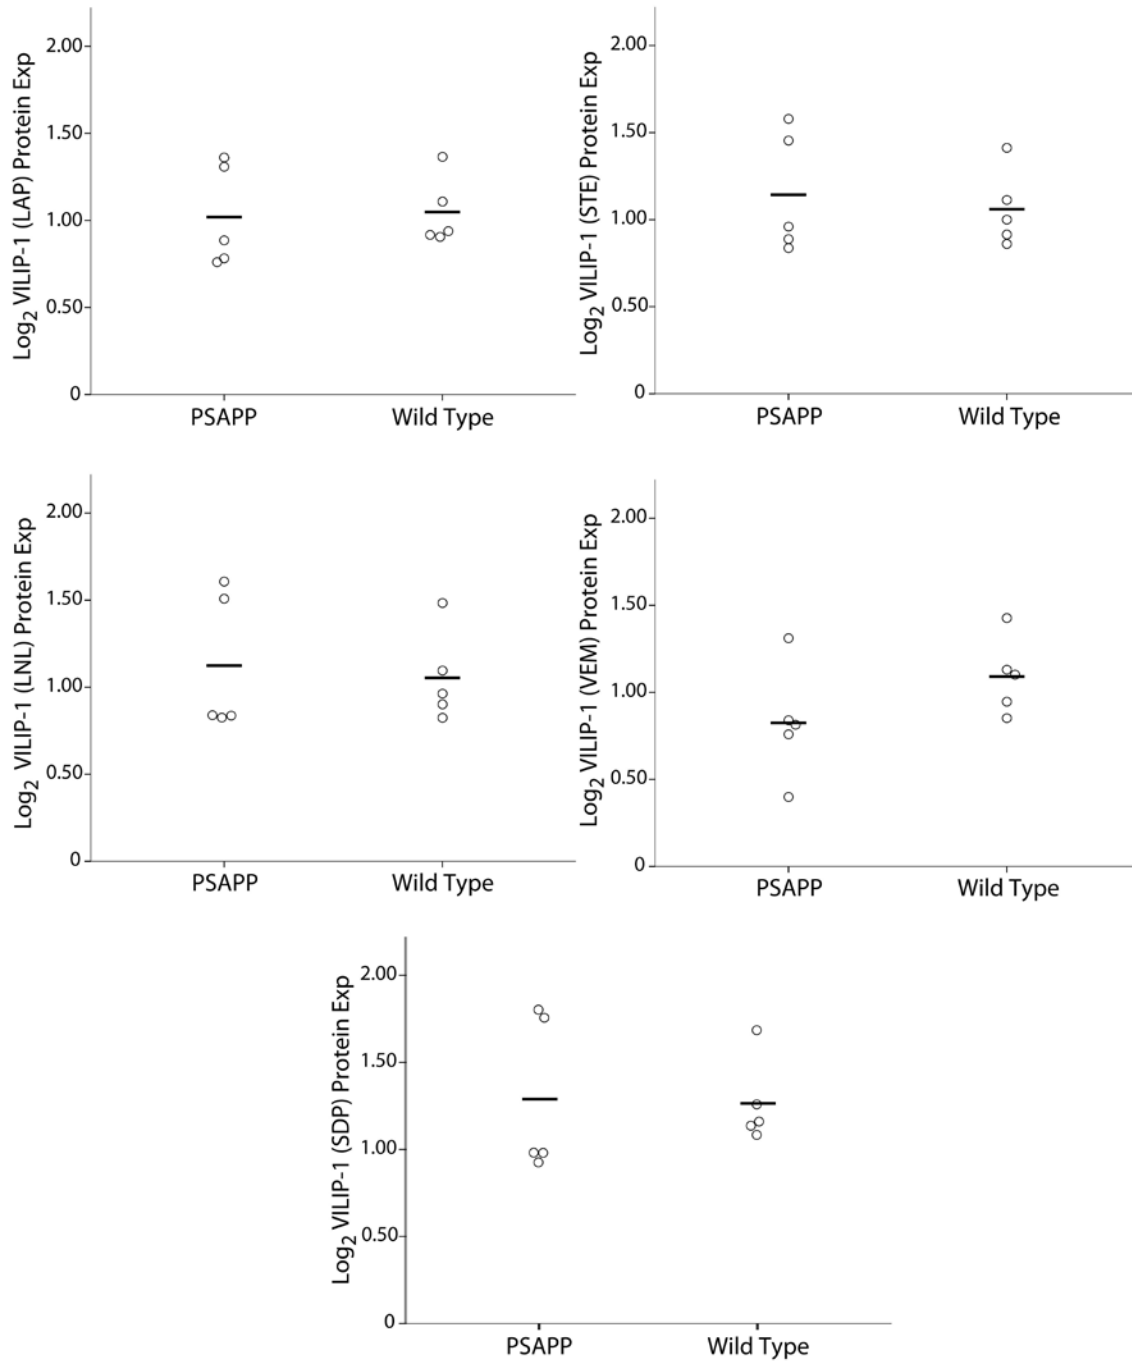 Log2 VILIP-1 (LAP) Protein Exp
2.00
1.50
1.00
0.50
0
PSAPP Wild Type
Log2 VILIP-1 (STE) Protein Exp
2.00
1.50
1.00
0.50
0
PSAPP Wild Type
Log2 VILIP-1 (LNL) Protein Exp
2.00
1.50
1.00
0.50
0
PSAPP Wild Type
Log2 VILIP-1 (VEM) Protein Exp
2.00
1.50
1.00
0.50
0
PSAPP Wild Type
Log2 VILIP-1 (SDP) Protein Exp
2.00
1.50
1.00
0.50
0
PSAPP Wild Type